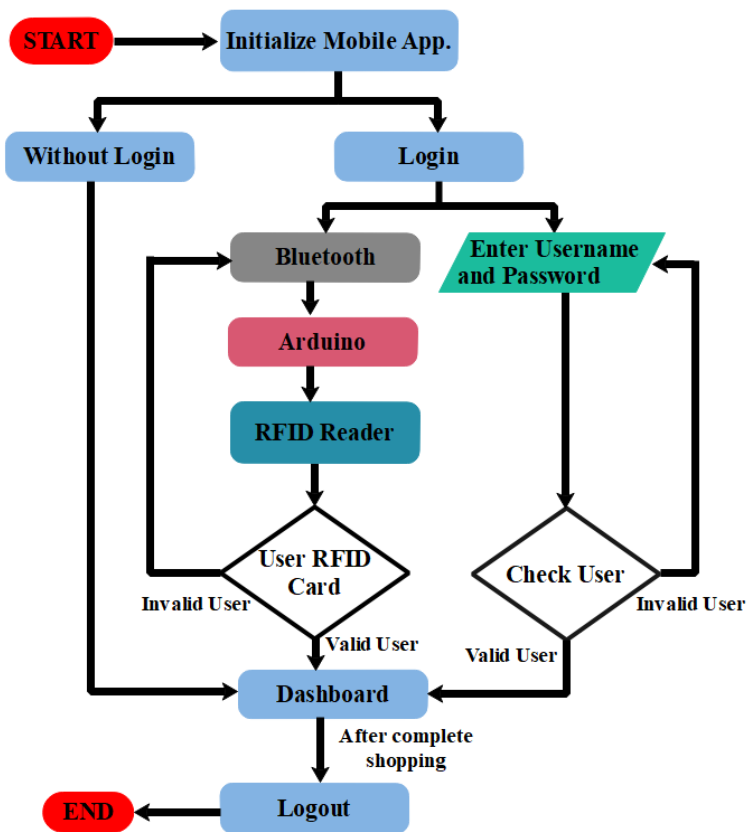 START
Initialize Mobile App.
Without Login
Login
Bluetooth
Enter Username
and Password
Arduino
RFID Reader
User RFID
Card
Check User
Invalid User
Invalid User
Valid User
Valid User
Dashboard
After complete
shopping
END
Logout